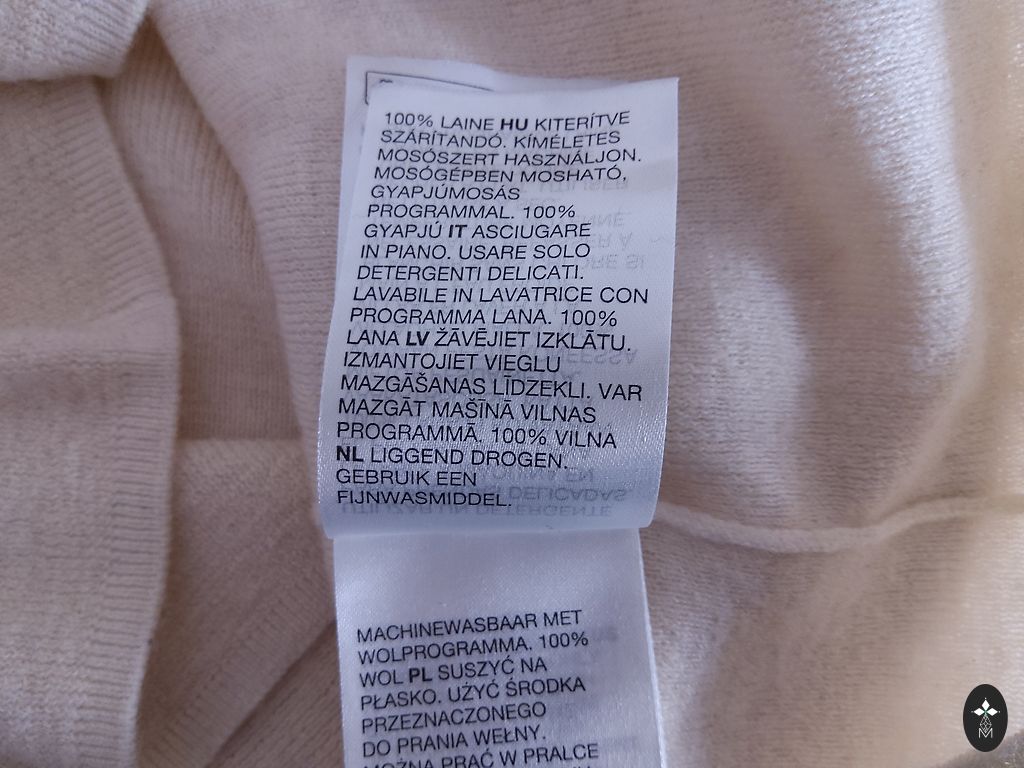 100% LAINE HU KITERÍTVE
SZÁRÍTANDÓ. KÍMÉLETES
MOSÓSZERT HASZNÁLJON.
MOSÓGÉPBEN MOSHATÓ,
GYAPJÚMOSÁS
PROGRAMMAL. 100%
GYAPJÚ IT ASCIUGARE
IN PIANO. USARE SOLO
DETERGENTI DELICATI.
LAVABILE IN LAVATRICE CON
PROGRAMMA LANA. 100%
LANA LV ŽĀVĒJIET IZKLĀTU.
IZMANTOJIET VIEGLU
MAZGĀŠANAS LĪDZEKLI. VAR
MAZGĀT MAŠĪNĀ VILNAS
PROGRAMMĀ. 100% VILNA
NL LIGGEND DROGEN.
GEBRUIK EEN
FIJNWASMIDDEL.
MACHINEWASBAAR MET
WOLPROGRAMMA. 100%
WOL PL SUSZYĆ NA
PŁASKO. UŻYĆ ŚRODKA
PRZEZNACZONEGO
DO PRANIA WEŁNY.
MOŻNA PRAĆ W PRALCE